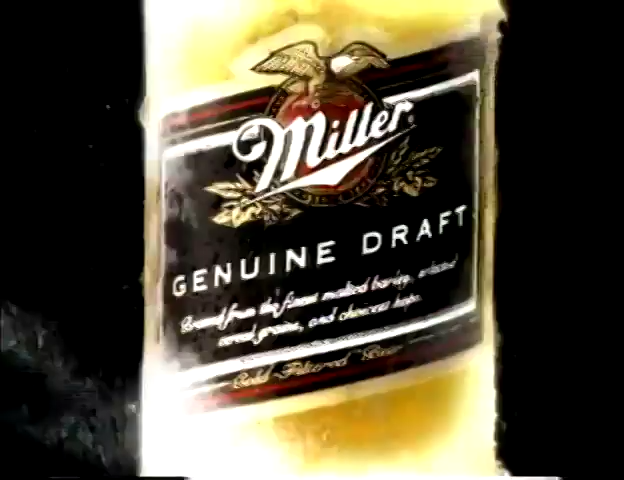 Miller
GENUINE DRAFT
Brewed from the finest malted barley, selected
cereal grains, and choicest hops.
Cold-Filtered Beer